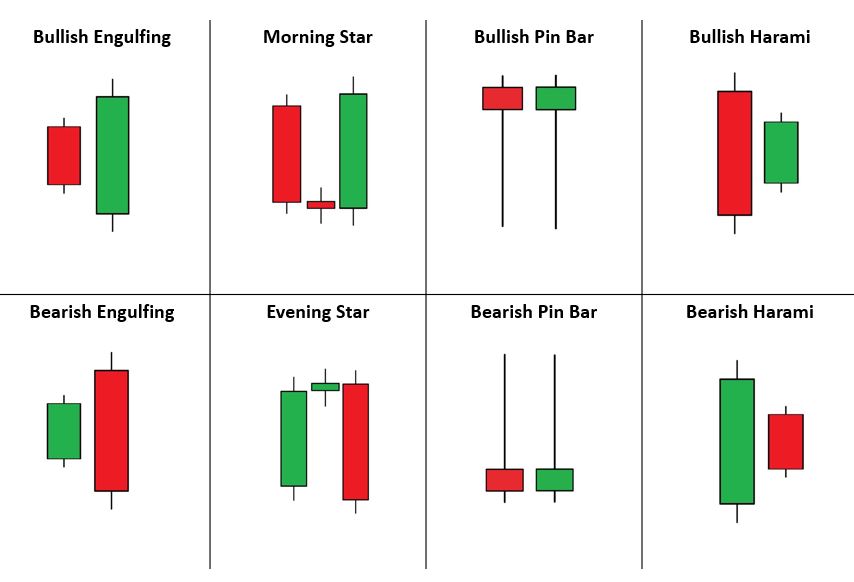 Bullish Engulfing
Morning Star
Bullish Pin Bar
Bullish Harami
Bearish Engulfing
Evening Star
Bearish Pin Bar
Bearish Harami